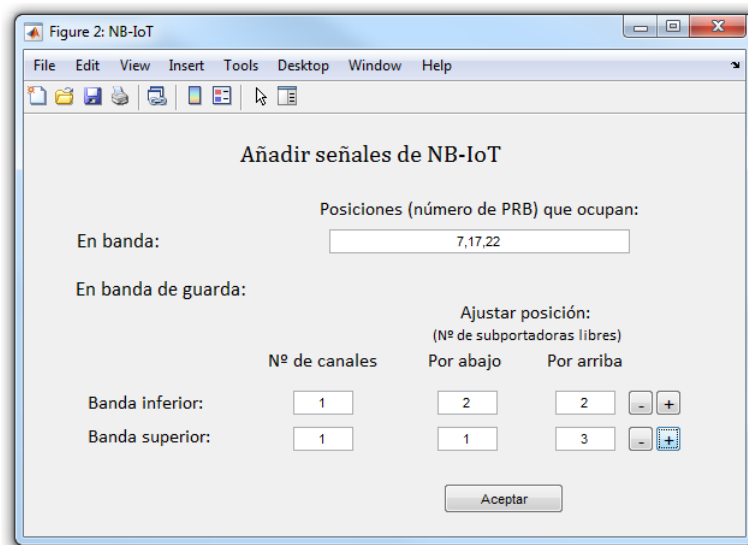 Figure 2: NB-IoT
File Edit View Insert Tools Desktop Window Help
Añadir señales de NB-IoT
Posiciones (número de PRB) que ocupan:
En banda: 7,17,22
En banda de guarda:
Ajustar posición:
(Nº de subportadoras libres)
Nº de canales Por abajo Por arriba
Banda inferior: 1 2 2 - +
Banda superior: 1 1 3 - +
Aceptar